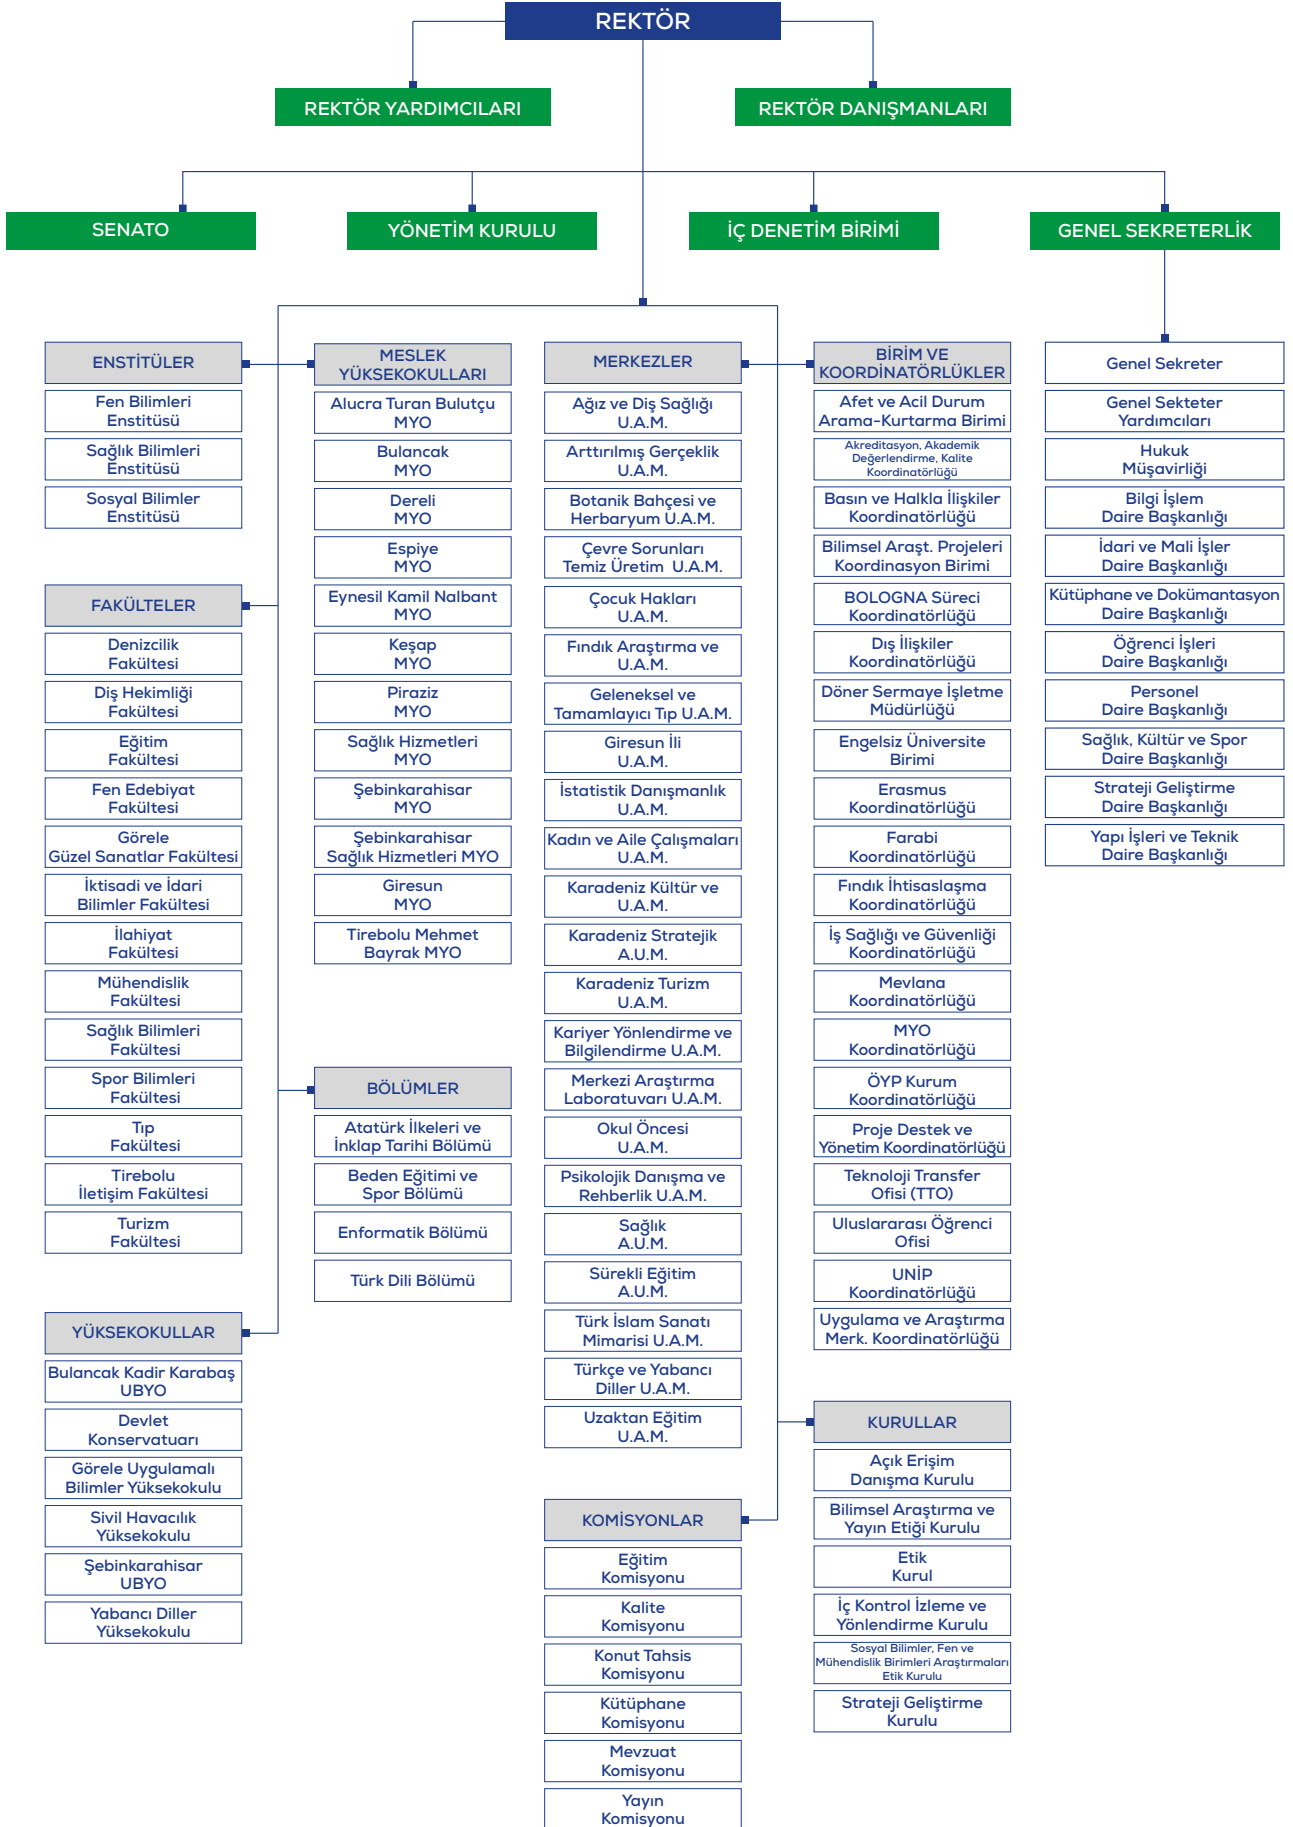 REKTÖR
REKTÖR YARDIMCILARI
REKTÖR DANIŞMANLARI
SENATO
YÖNETİM KURULU
İÇ DENETİM BİRİMİ
GENEL SEKRETERLİK
ENSTİTÜLER
Fen Bilimleri
Enstitüsü
Sağlık Bilimleri
Enstitüsü
Sosyal Bilimler
Enstitüsü
FAKÜLTELER
Denizcilik
Fakültesi
Diş Hekimliği
Fakültesi
Eğitim
Fakültesi
Fen Edebiyat
Fakültesi
Görele
Güzel Sanatlar Fakültesi
İktisadi ve İdari
Bilimler Fakültesi
İlahiyat
Fakültesi
Mühendislik
Fakültesi
Sağlık Bilimleri
Fakültesi
Spor Bilimleri
Fakültesi
Tıp
Fakültesi
Tirebolu
İletişim Fakültesi
Turizm
Fakültesi
YÜKSEKOKULLAR
Bulancak Kadir Karabaş
UBYO
Devlet
Konservatuarı
Görele Uygulamalı
Bilimler Yüksekokulu
Sivil Havacılık
Yüksekokulu
Şebinkarahisar
UBYO
Yabancı Diller
Yüksekokulu
MESLEK
YÜKSEKOKULLARI
Alucra Turan Bulutçu
MYO
Bulancak
MYO
Dereli
MYO
Espiye
MYO
Eynesil Kamil Nalbant
MYO
Keşap
MYO
Piraziz
MYO
Sağlık Hizmetleri
MYO
Şebinkarahisar
MYO
Şebinkarahisar
Sağlık Hizmetleri MYO
Giresun
MYO
Tirebolu Mehmet
Bayrak MYO
BÖLÜMLER
Atatürk İlkeleri ve
İnklap Tarihi Bölümü
Beden Eğitimi ve
Spor Bölümü
Enformatik Bölümü
Türk Dili Bölümü
MERKEZLER
Ağız ve Diş Sağlığı
U.A.M.
Arttırılmış Gerçeklik
U.A.M.
Botanik Bahçesi ve
Herbaryum U.A.M.
Çevre Sorunları
Temiz Üretim U.A.M.
Çocuk Hakları
U.A.M.
Fındık Araştırma ve
U.A.M.
Geleneksel ve
Tamamlayıcı Tıp U.A.M.
Giresun İli
U.A.M.
İstatistik Danışmanlık
U.A.M.
Kadın ve Aile Çalışmaları
U.A.M.
Karadeniz Kültür ve
U.A.M.
Karadeniz Stratejik
A.U.M.
Karadeniz Turizm
U.A.M.
Kariyer Yönlendirme ve
Bilgilendirme U.A.M.
Merkezi Araştırma
Laboratuvarı U.A.M.
Okul Öncesi
U.A.M.
Psikolojik Danışma ve
Rehberlik U.A.M.
Sağlık
A.U.M.
Sürekli Eğitim
A.U.M.
Türk İslam Sanatı
Mimarisi U.A.M.
Türkçe ve Yabancı
Diller U.A.M.
Uzaktan Eğitim
U.A.M.
KOMİSYONLAR
Eğitim
Komisyonu
Kalite
Komisyonu
Konut Tahsis
Komisyonu
Kütüphane
Komisyonu
Mevzuat
Komisyonu
Yayın
Komisyonu
BİRİM VE
KOORDİNATÖRLÜKLER
Afet ve Acil Durum
Arama-Kurtarma Birimi
Akreditasyon, Akademik
Değerlendirme, Kalite
Koordinatörlüğü
Basın ve Halkla İlişkiler
Koordinatörlüğü
Bilimsel Araşt. Projeleri
Koordinasyon Birimi
BOLOGNA Süreci
Koordinatörlüğü
Dış İlişkiler
Koordinatörlüğü
Döner Sermaye İşletme
Müdürlüğü
Engelsiz Üniversite
Birimi
Erasmus
Koordinatörlüğü
Farabi
Koordinatörlüğü
Fındık İhtisaslaşma
Koordinatörlüğü
İş Sağlığı ve Güvenliği
Koordinatörlüğü
Mevlana
Koordinatörlüğü
MYO
Koordinatörlüğü
ÖYP Kurum
Koordinatörlüğü
Proje Destek ve
Yönetim Koordinatörlüğü
Teknoloji Transfer
Ofisi (TTO)
Uluslararası Öğrenci
Ofisi
UNİP
Koordinatörlüğü
Uygulama ve Araştırma
Merk. Koordinatörlüğü
KURULLAR
Açık Erişim
Danışma Kurulu
Bilimsel Araştırma ve
Yayın Etiği Kurulu
Etik
Kurul
İç Kontrol İzleme ve
Yönlendirme Kurulu
Sosyal Bilimler, Fen ve
Mühendislik Birimleri Araştırmaları
Etik Kurulu
Strateji Geliştirme
Kurulu
Genel Sekreter
Genel Sekteter
Yardımcıları
Hukuk
Müşavirliği
Bilgi İşlem
Daire Başkanlığı
İdari ve Mali İşler
Daire Başkanlığı
Kütüphane ve Dokümantasyon
Daire Başkanlığı
Öğrenci İşleri
Daire Başkanlığı
Personel
Daire Başkanlığı
Sağlık, Kültür ve Spor
Daire Başkanlığı
Strateji Geliştirme
Daire Başkanlığı
Yapı İşleri ve Teknik
Daire Başkanlığı